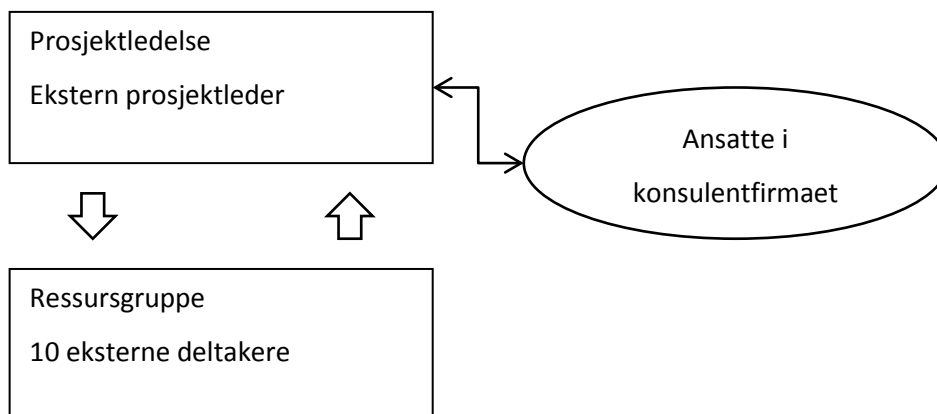 Prosjektledelse
Ekstern prosjektleder
Ansatte i
konsulentfirmaet
Ressursgruppe
10 eksterne deltakere